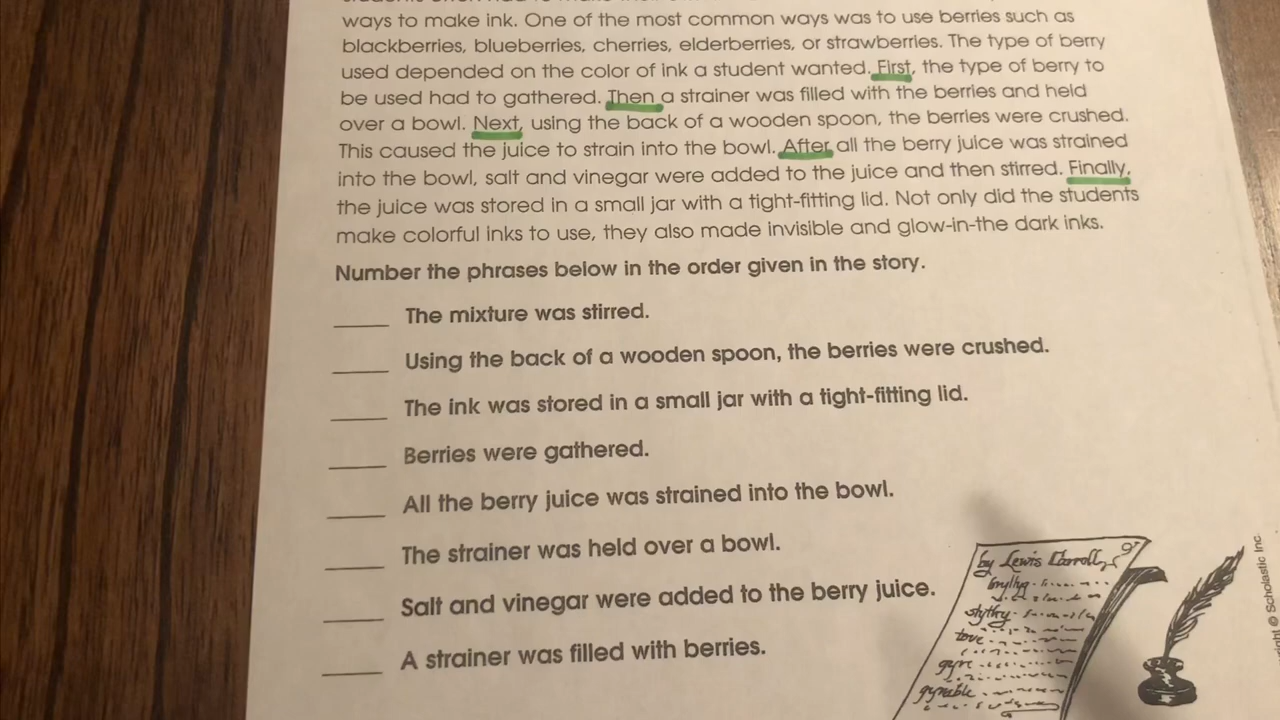 ways to make ink. One of the most common ways was to use berries such as
blackberries, blueberries, cherries, elderberries, or strawberries. The type of berry
used depended on the color of ink a student wanted. First, the type of berry to
be used had to gathered. Then a strainer was filled with the berries and held
over a bowl. Next, using the back of a wooden spoon, the berries were crushed.
This caused the juice to strain into the bowl. After all the berry juice was strained
into the bowl, salt and vinegar were added to the juice and then stirred. Finally,
the juice was stored in a small jar with a tight-fitting lid. Not only did the students
make colorful inks to use, they also made invisible and glow-in-the dark inks.
Number the phrases below in the order given in the story.
____ The mixture was stirred.
____ Using the back of a wooden spoon, the berries were crushed.
____ The ink was stored in a small jar with a tight-fitting lid.
____ Berries were gathered.
____ All the berry juice was strained into the bowl.
____ The strainer was held over a bowl.
____ Salt and vinegar were added to the berry juice.
____ A strainer was filled with berries.
by Lewis Carroll
© Scholastic Inc.